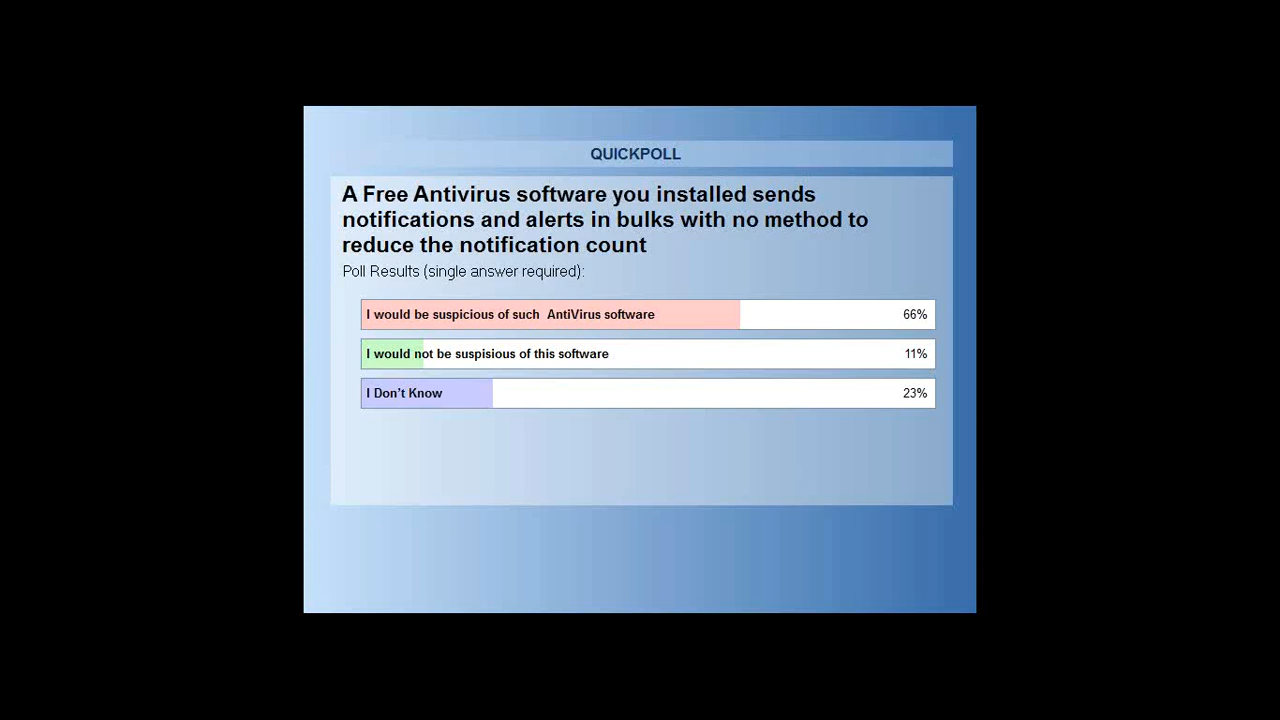 QUICKPOLL
A Free Antivirus software you installed sends
notifications and alerts in bulks with no method to
reduce the notification count
Poll Results (single answer required):
I would be suspicious of such  AntiVirus software 66%
I would not be suspisious of this software 11%
I Don't Know 23%